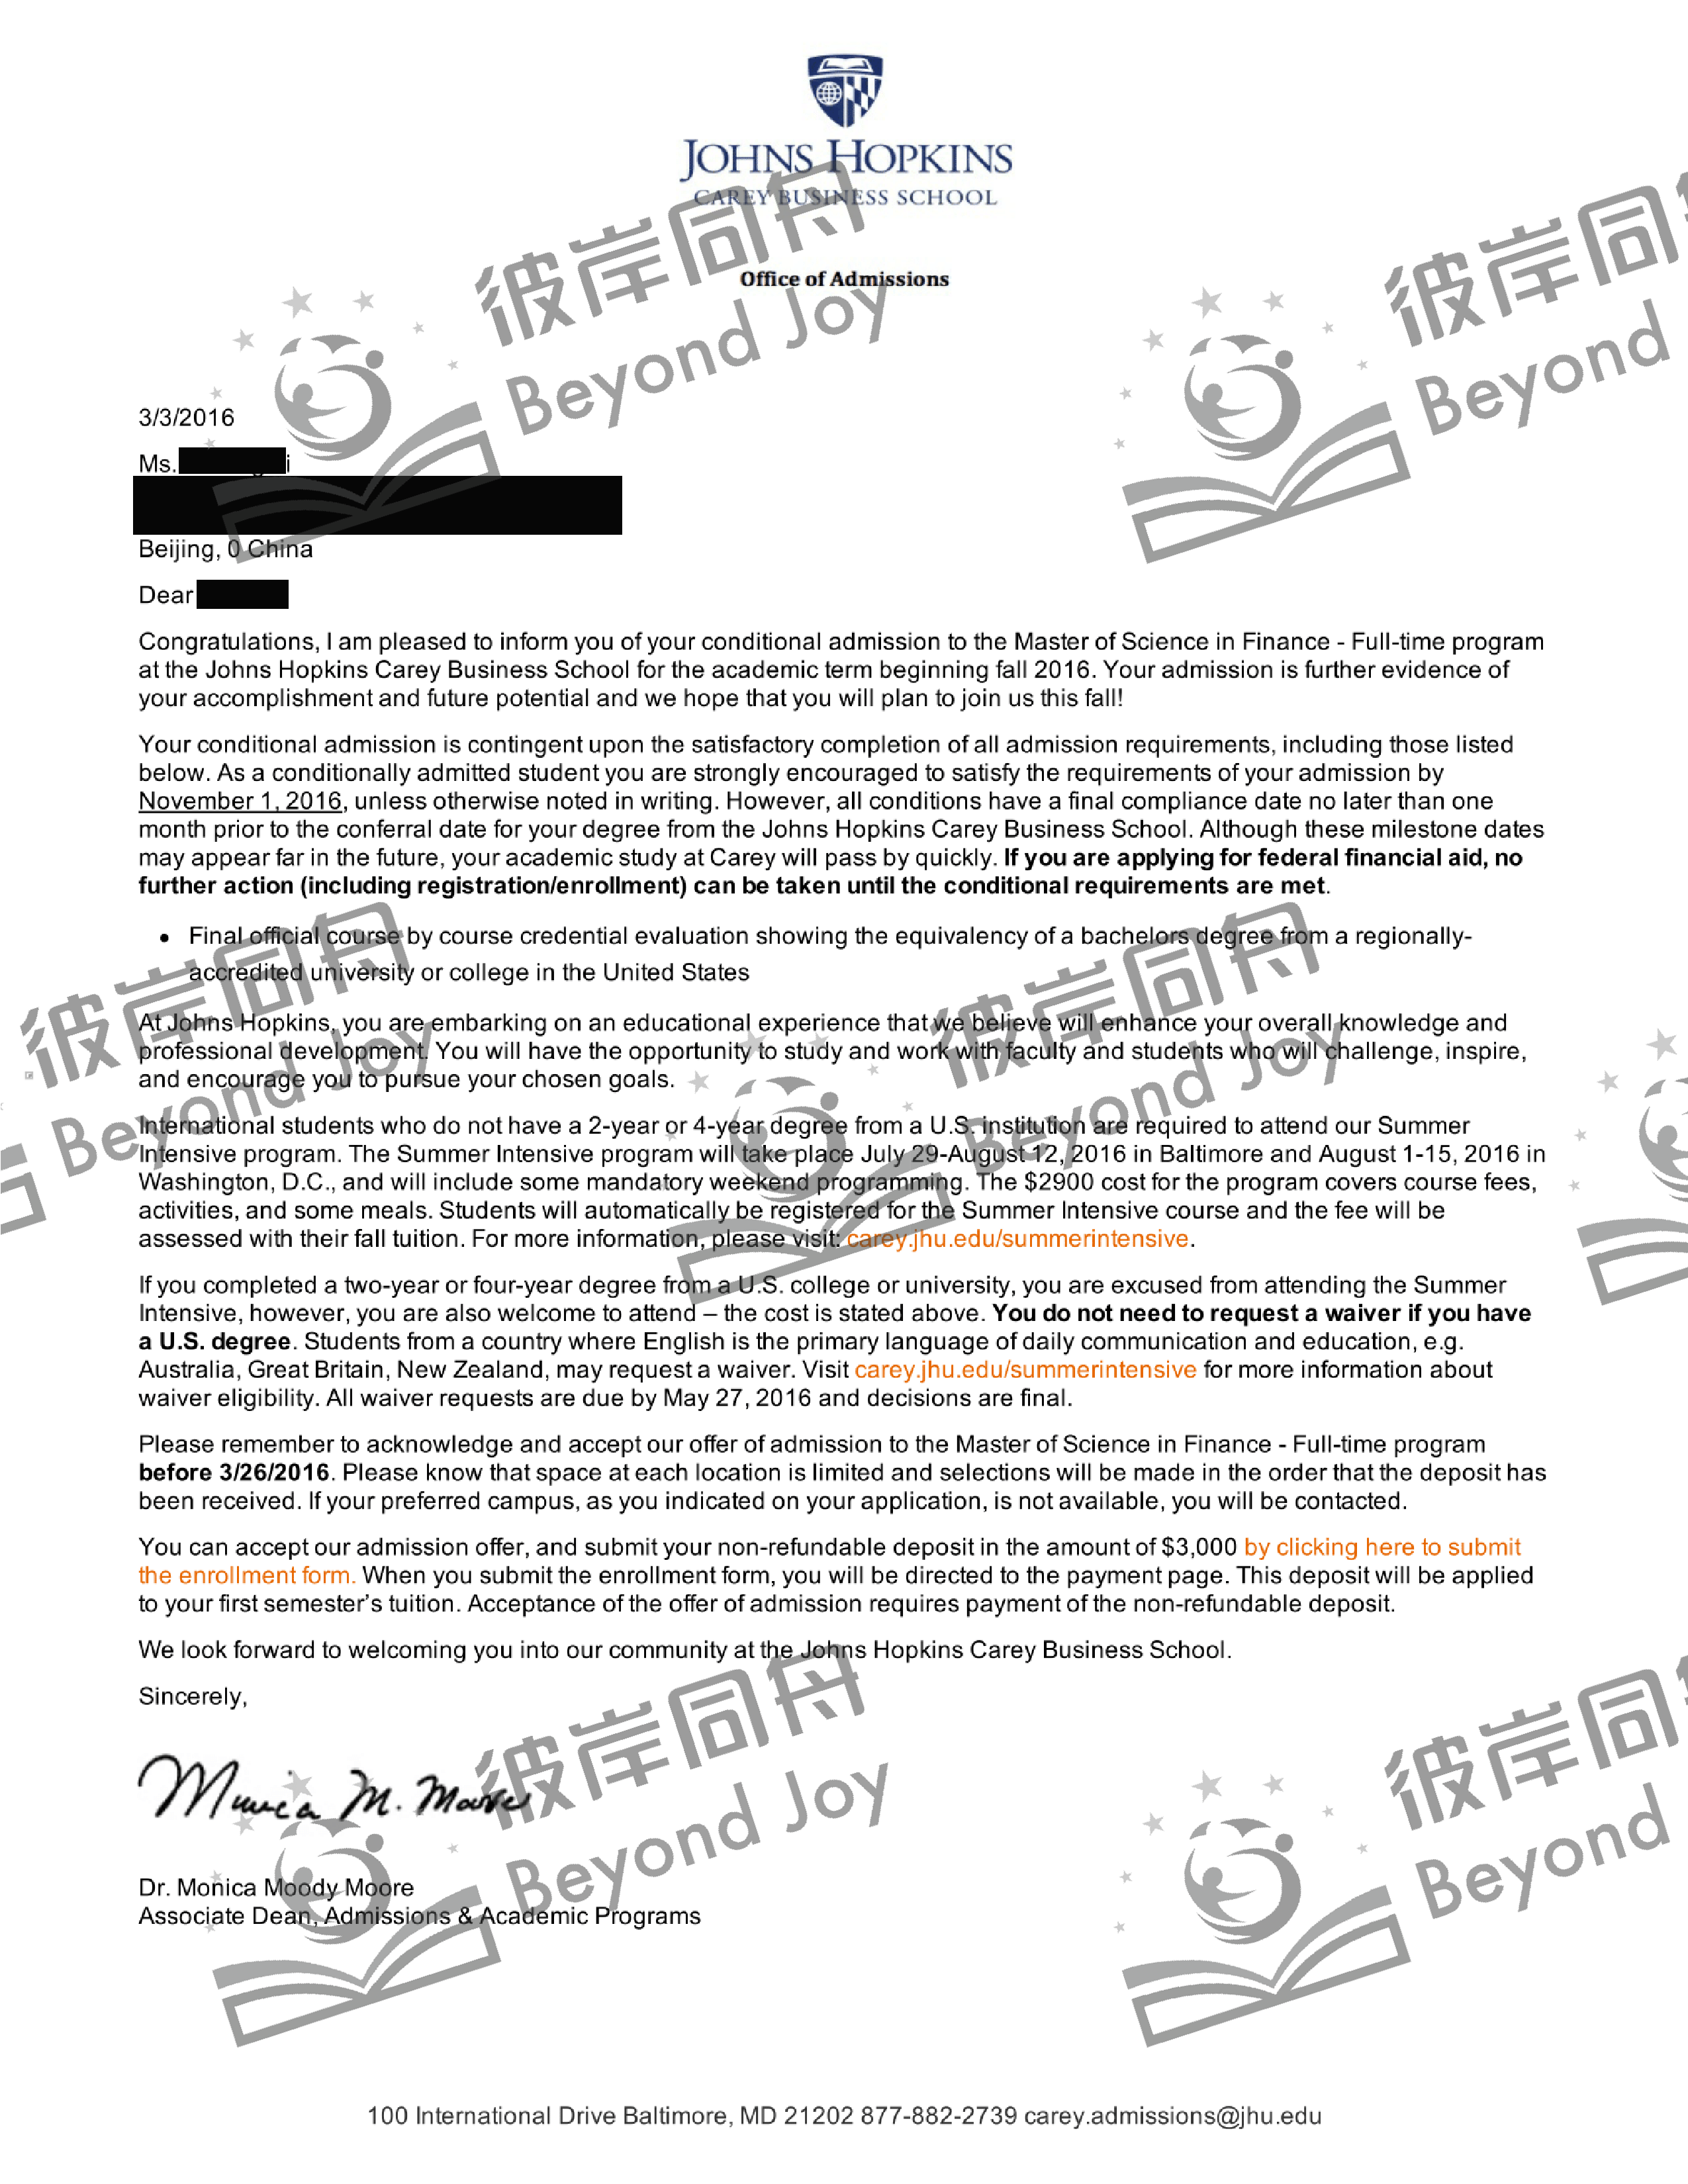 JOHNS HOPKINS
CAREY BUSINESS SCHOOL
Office of Admissions
彼岸同舟
Beyond Joy
彼岸同
Beyond
3/3/2016
Ms. i
Beijing, 0 China
Dear
Congratulations, I am pleased to inform you of your conditional admission to the Master of Science in Finance - Full-time program
at the Johns Hopkins Carey Business School for the academic term beginning fall 2016. Your admission is further evidence of
your accomplishment and future potential and we hope that you will plan to join us this fall!
Your conditional admission is contingent upon the satisfactory completion of all admission requirements, including those listed
below. As a conditionally admitted student you are strongly encouraged to satisfy the requirements of your admission by
November 1, 2016, unless otherwise noted in writing. However, all conditions have a final compliance date no later than one
month prior to the conferral date for your degree from the Johns Hopkins Carey Business School. Although these milestone dates
may appear far in the future, your academic study at Carey will pass by quickly. If you are applying for federal financial aid, no
further action (including registration/enrollment) can be taken until the conditional requirements are met.
• Final official course by course credential evaluation showing the equivalency of a bachelors degree from a regionally-
accredited university or college in the United States
彼岸同舟
Beyond Joy
彼岸同舟
Beyond Joy
At Johns Hopkins, you are embarking on an educational experience that we believe will enhance your overall knowledge and
professional development. You will have the opportunity to study and work with faculty and students who will challenge, inspire,
and encourage you to pursue your chosen goals.
International students who do not have a 2-year or 4-year degree from a U.S. institution are required to attend our Summer
Intensive program. The Summer Intensive program will take place July 29-August 12, 2016 in Baltimore and August 1-15, 2016 in
Washington, D.C., and will include some mandatory weekend programming. The $2900 cost for the program covers course fees,
activities, and some meals. Students will automatically be registered for the Summer Intensive course and the fee will be
assessed with their fall tuition. For more information, please visit: carey.jhu.edu/summerintensive.
If you completed a two-year or four-year degree from a U.S. college or university, you are excused from attending the Summer
Intensive, however, you are also welcome to attend – the cost is stated above. You do not need to request a waiver if you have
a U.S. degree. Students from a country where English is the primary language of daily communication and education, e.g.
Australia, Great Britain, New Zealand, may request a waiver. Visit carey.jhu.edu/summerintensive for more information about
waiver eligibility. All waiver requests are due by May 27, 2016 and decisions are final.
Please remember to acknowledge and accept our offer of admission to the Master of Science in Finance - Full-time program
before 3/26/2016. Please know that space at each location is limited and selections will be made in the order that the deposit has
been received. If your preferred campus, as you indicated on your application, is not available, you will be contacted.
You can accept our admission offer, and submit your non-refundable deposit in the amount of $3,000 by clicking here to submit
the enrollment form. When you submit the enrollment form, you will be directed to the payment page. This deposit will be applied
to your first semester’s tuition. Acceptance of the offer of admission requires payment of the non-refundable deposit.
We look forward to welcoming you into our community at the Johns Hopkins Carey Business School.
Sincerely,
Monica M. Moore
彼岸同舟
Beyond Joy
彼岸同
Beyond
Dr. Monica Moody Moore
Associate Dean, Admissions & Academic Programs
100 International Drive Baltimore, MD 21202 877-882-2739 carey.admissions@jhu.edu